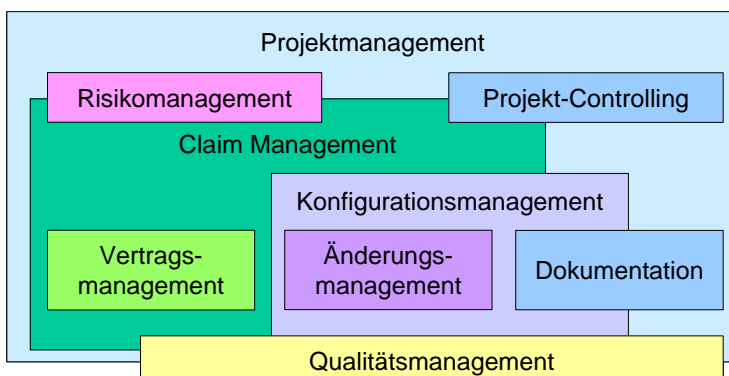 Projektmanagement
Risikomanagement
Projekt-Controlling
Claim Management
Konfigurationsmanagement
Vertrags-
management
Änderungs-
management
Dokumentation
Qualitätsmanagement